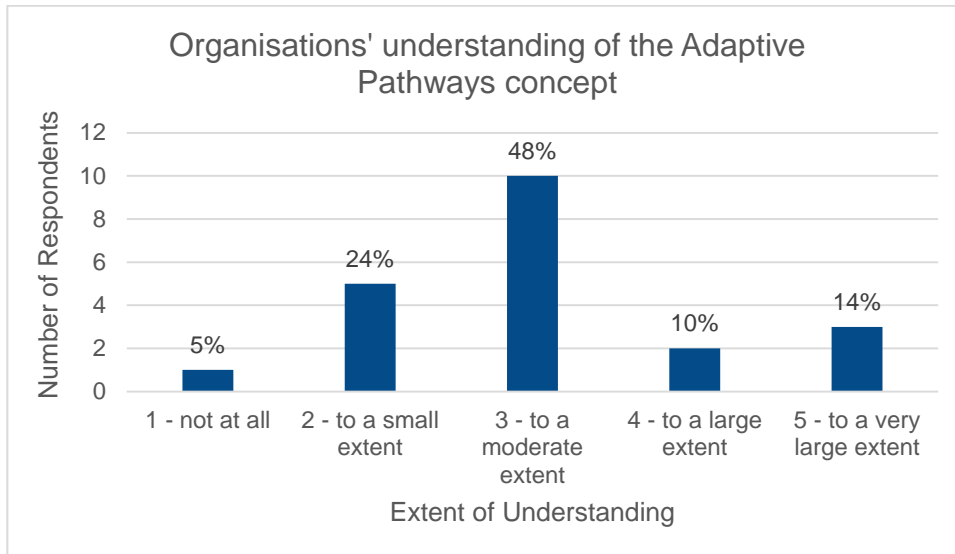 Organisations' understanding of the Adaptive
Pathways concept
Number of Respondents
12
10
8
6
4
2
0
5%
24%
48%
10%
14%
1 - not at all
2 - to a small
extent
3 - to a
moderate
extent
4 - to a large
extent
5 - to a very
large extent
Extent of Understanding